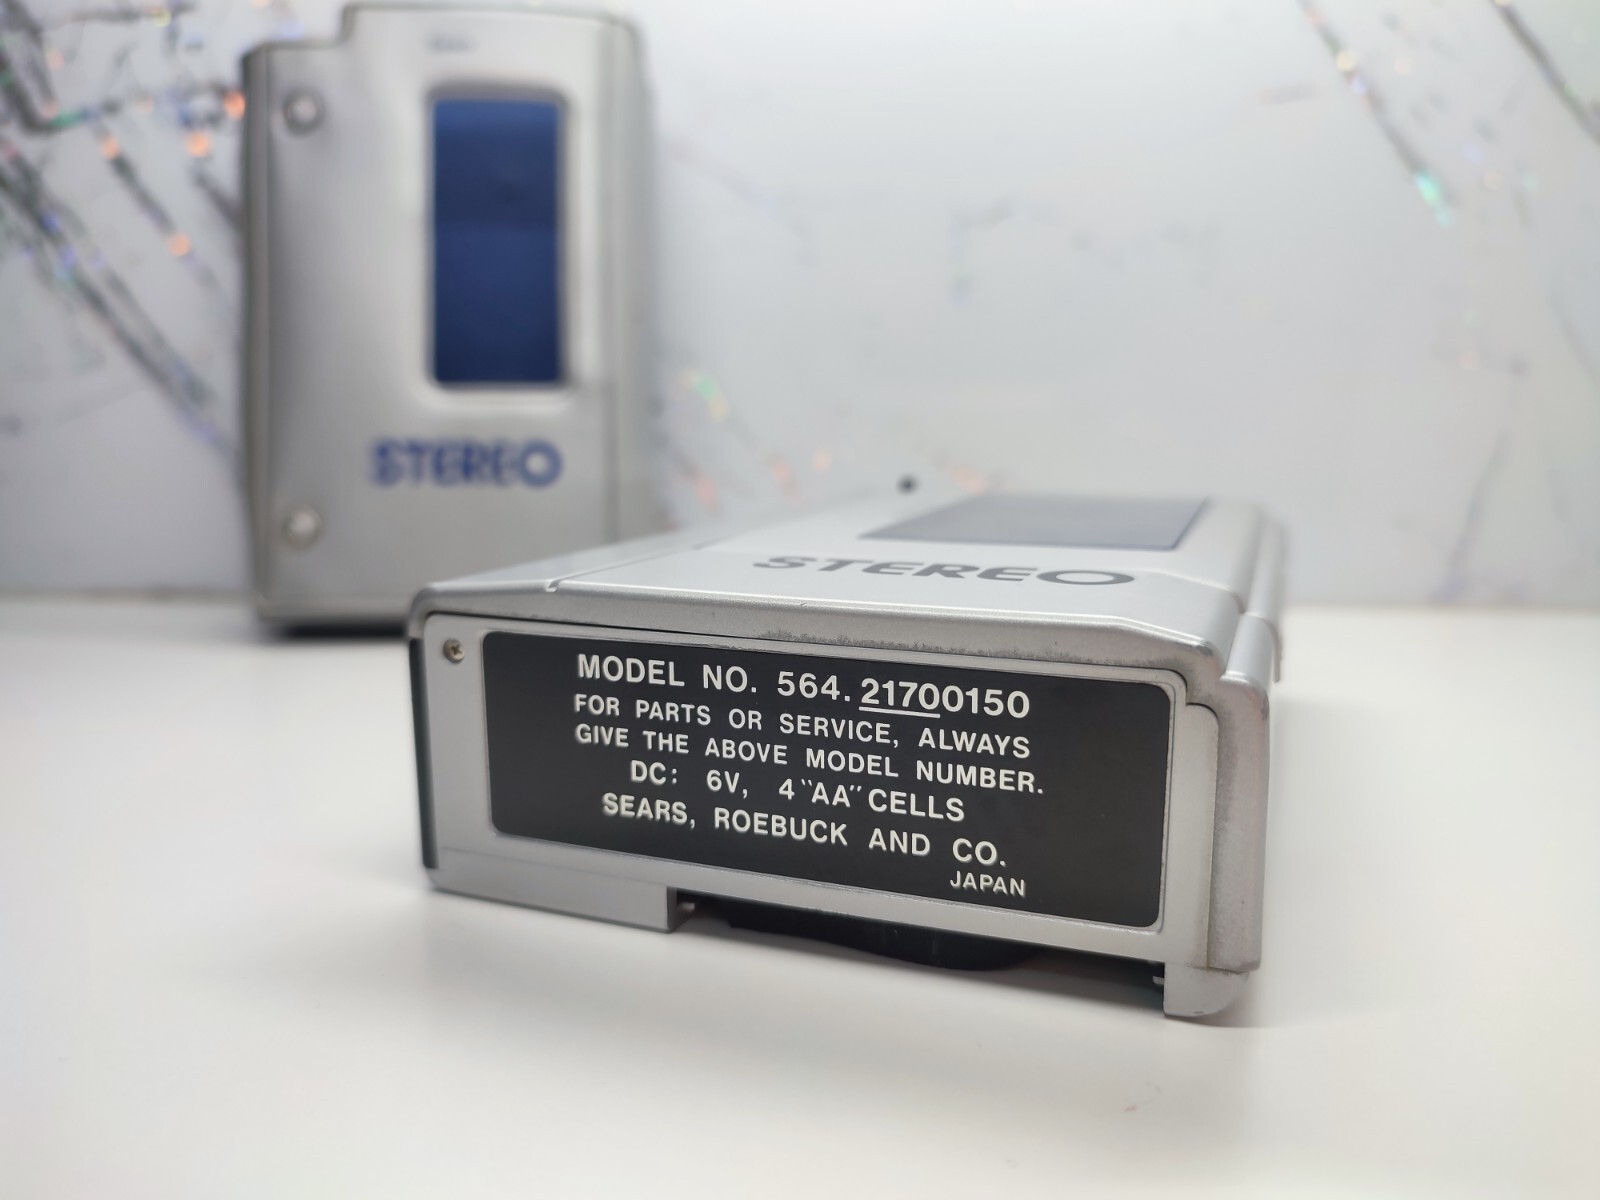 STEREO
STEREO
MODEL NO. 564.21700150
FOR PARTS OR SERVICE, ALWAYS
GIVE THE ABOVE MODEL NUMBER.
DC: 6V, 4 "AA" CELLS
SEARS, ROEBUCK AND CO.
JAPAN